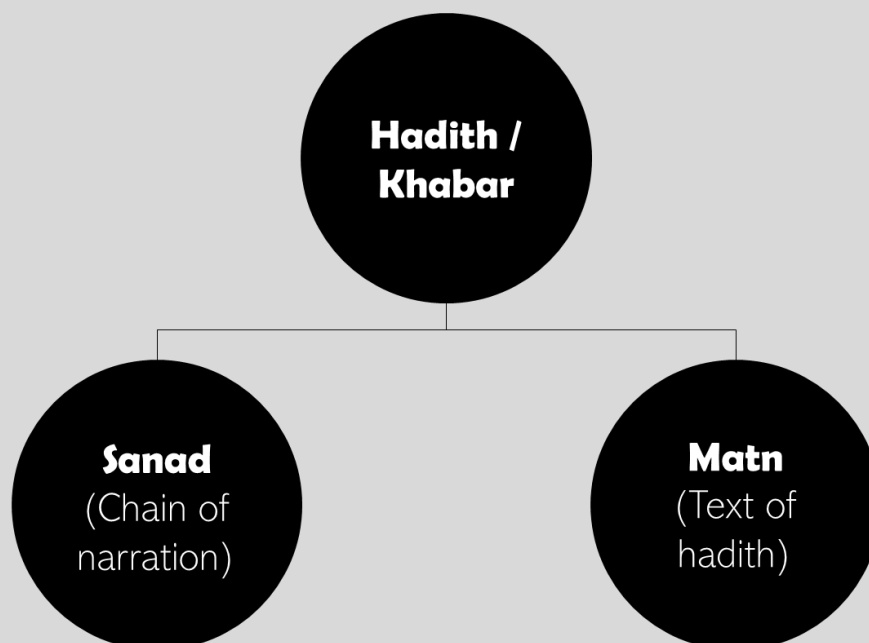 Hadith /
Khabar
Sanad
(Chain of
narration)
Matn
(Text of
hadith)